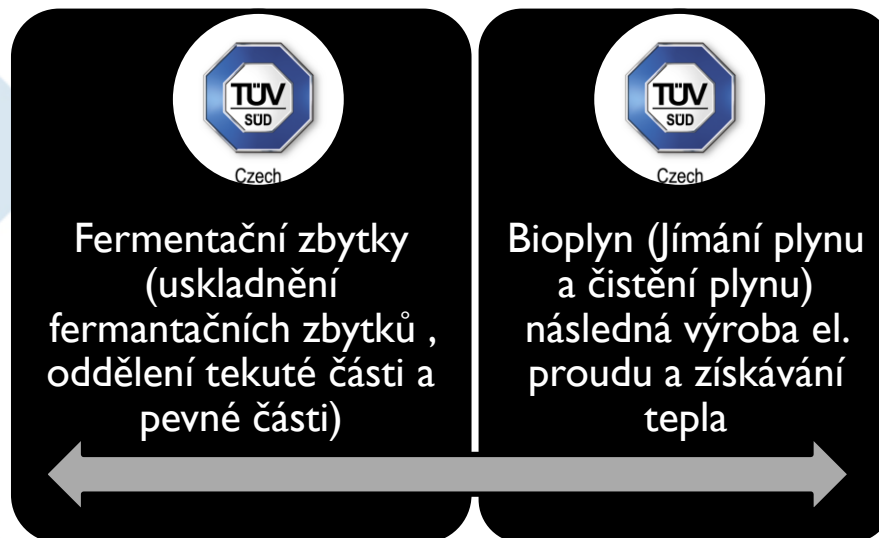 TÜV
SÜD
Czech
Fermentační zbytky
(uskladnění
fermantačních zbytků ,
oddělení tekuté části a
pevné části)
TÜV
SÜD
Czech
Bioplyn (Jímání plynu
a čistění plynu)
následná výroba el.
proudu a získávání
tepla